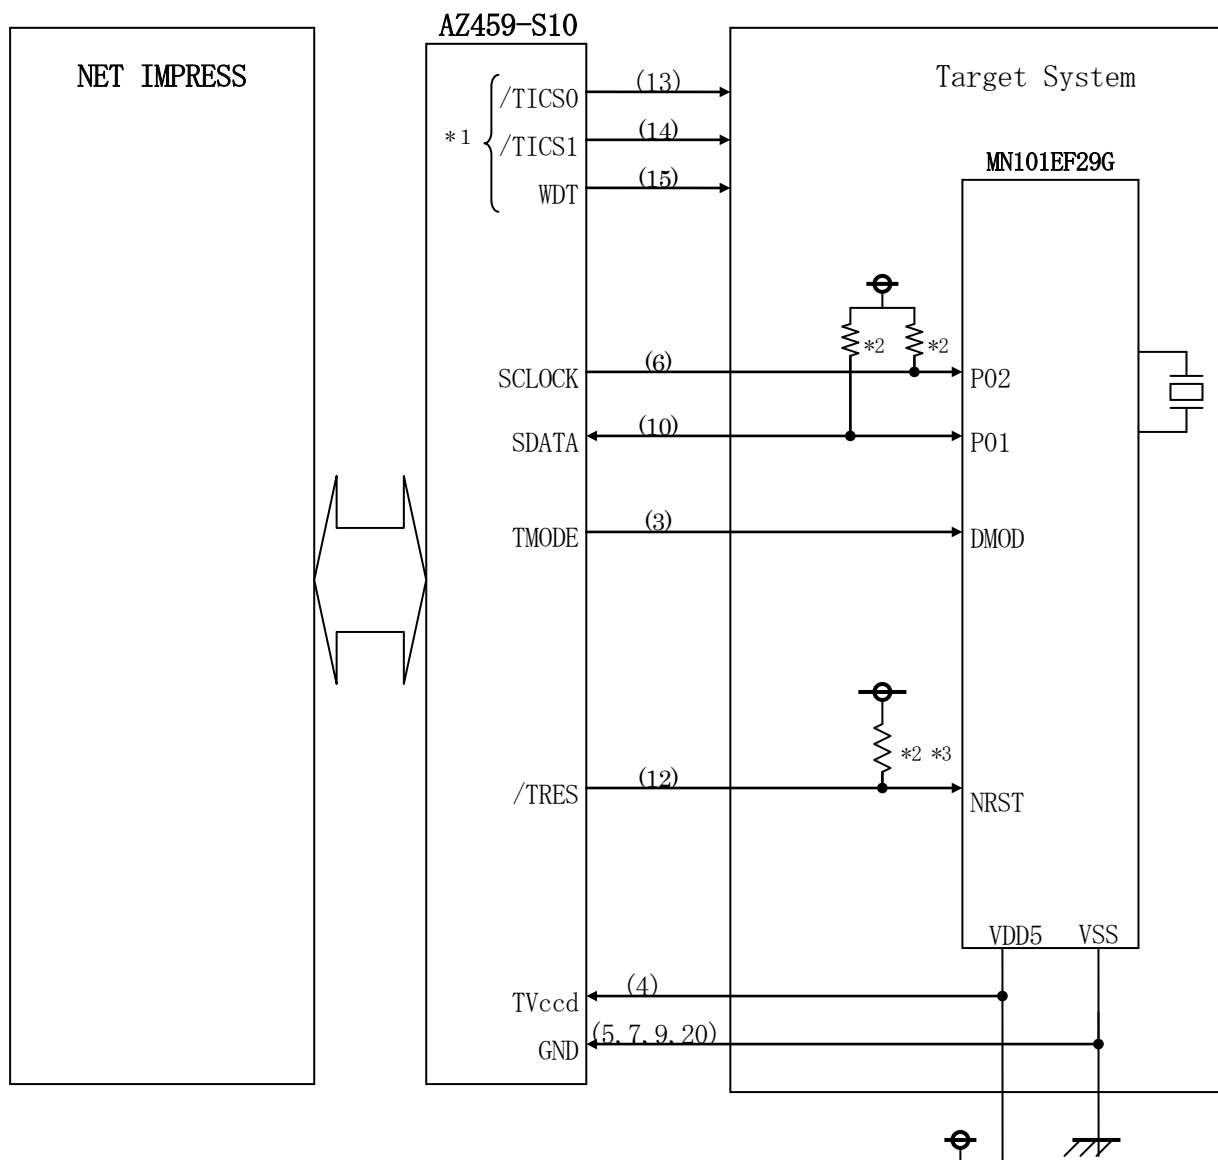 AZ459-S10
NET IMPRESS
Target System
/TICS0
(13)
*1
/TICS1
(14)
WDT
(15)
MN101EF29G
*2
*2
SCLOCK
(6)
P02
SDATA
(10)
P01
TMODE
(3)
DMOD
*2 *3
/TRES
(12)
NRST
VDD5
VSS
TVccd
(4)
GND
(5,7,9,20)